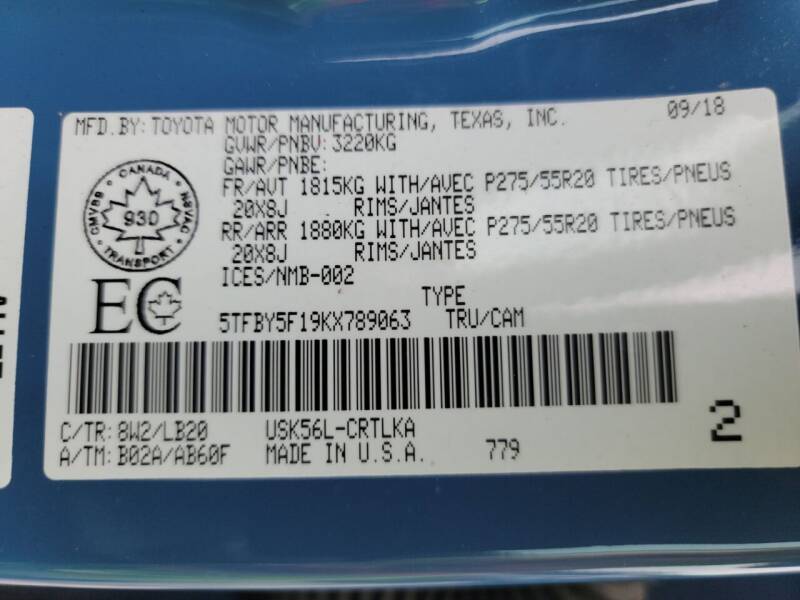 MFD.BY: TOYOTA MOTOR MANUFACTURING, TEXAS, INC. 09/18
GVWR/PNBV: 3220KG
GAWR/PNBE:
FR/AVT 1815KG WITH/AVEC P275/55R20 TIRES/PNEUS
20X8J RIMS/JANTES
RR/ARR 1880KG WITH/AVEC P275/55R20 TIRES/PNEUS
20X8J RIMS/JANTES
ICES/NMB-002
CANADA
CMVSS
930
NSVAC
TRANSPORT
EC
TYPE
5TFBY5F19KX789063 TRU/CAM
C/TR: 8W2/LB20 USK56L-CRTLKA
A/TM: B02A/AB60F MADE IN U.S.A. 779
2